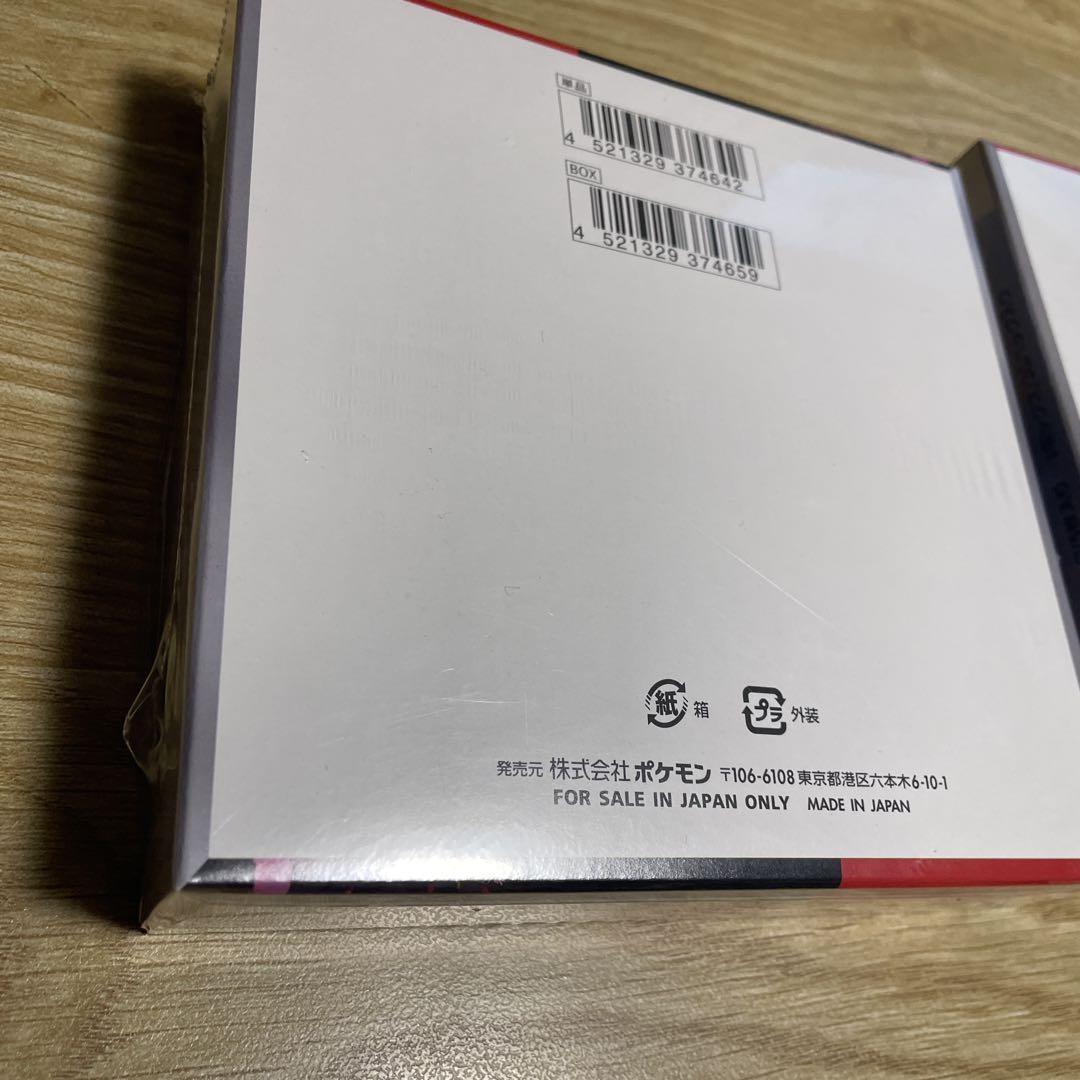 単品
4 521329 374642
BOX
4 521329 374659
紙 箱
プラ 外装
発売元 株式会社 ポケモン 〒106-6108 東京都港区六本木6-10-1
FOR SALE IN JAPAN ONLY MADE IN JAPAN